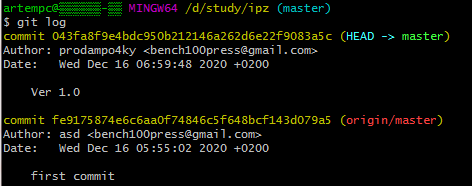 artempc@ MINGW64 /d/study/ipz (master)
$ git log
commit 043fa8f9e4bdc950b212146a262d6e22f9083a5c (HEAD -> master)
Author: prodampo4ky <bench100press@gmail.com>
Date:   Wed Dec 16 06:59:48 2020 +0200
Ver 1.0
commit fe9175874e6c6aa0f74846c5f648bcf143d079a5 (origin/master)
Author: asd <bench100press@gmail.com>
Date:   Wed Dec 16 05:55:02 2020 +0200
first commit